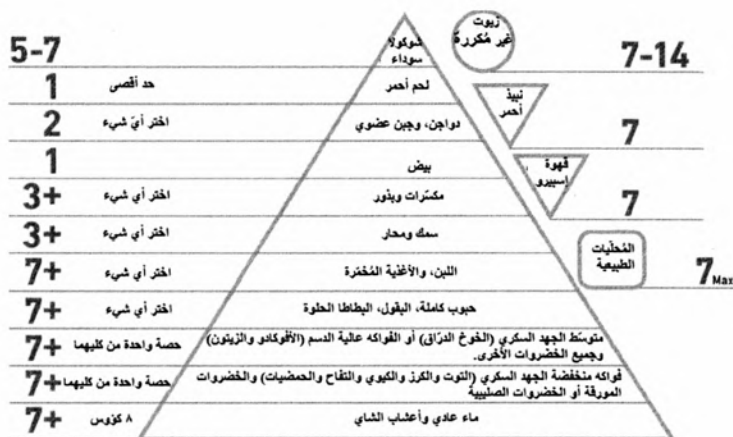 زيوت
غير مُكررة
7-14
شوكولا
سوداء
5-7
لحم أحمر
حد أقصى
1
نبيذ
أحمر
7
دواجن، وجبن عضوي
اختر أيّ شيء
2
بيض
1
قهوة
إسبيرو
7
مكسّرات وبذور
اختر أي شيء
3+
سمك ومحار
اختر أي شيء
3+
المُحلّيات
الطبيعية
7 Max
اللبن، والأغذية المُخمّرة
اختر أي شيء
7+
حبوب كاملة، البقول، البطاطا الحلوة
اختر أي شيء
7+
متوسّط الجهد السكري (الخوخ الدرّاق) أو الفواكه عالية الدسم (الأفوكادو والزيتون)
وجميع الخضروات الأخرى.
حصة واحدة من كليهما
7+
فواكه منخفضة الجهد السكري (التوت والكرز والكيوي والتفاح والحمضيات) والخضروات
المورقة أو الخضروات الصليبية
حصة واحدة من كليهما
7+
ماء عادي وأعشاب الشاي
٨ كؤوس
7+